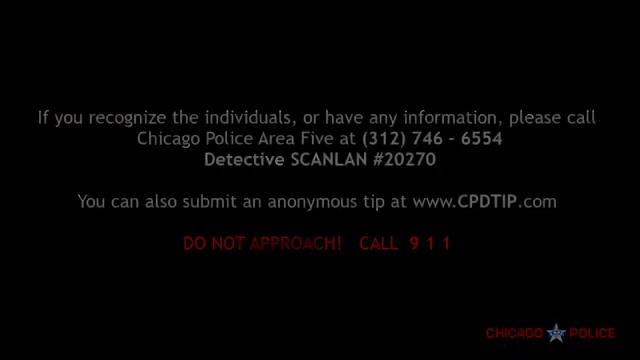 If you recognize the individuals, or have any information, please call
Chicago Police Area Five at (312) 746 – 6554
Detective SCANLAN #20270
You can also submit an anonymous tip at www.CPDTIP.com
DO NOT APPROACH! CALL 9 1 1
CHICAGO POLICE